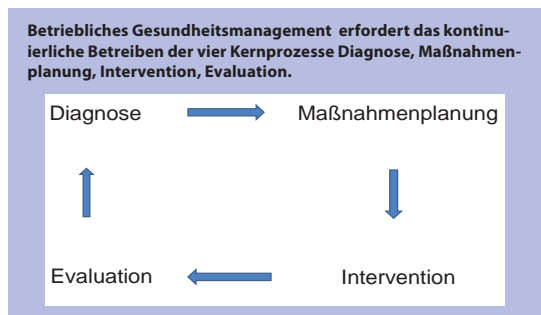 Betriebliches Gesundheitsmanagement erfordert das kontinu-
ierliche Betreiben der vier Kernprozesse Diagnose, Maßnahmen-
planung, Intervention, Evaluation.
Diagnose Maßnahmenplanung
Evaluation Intervention